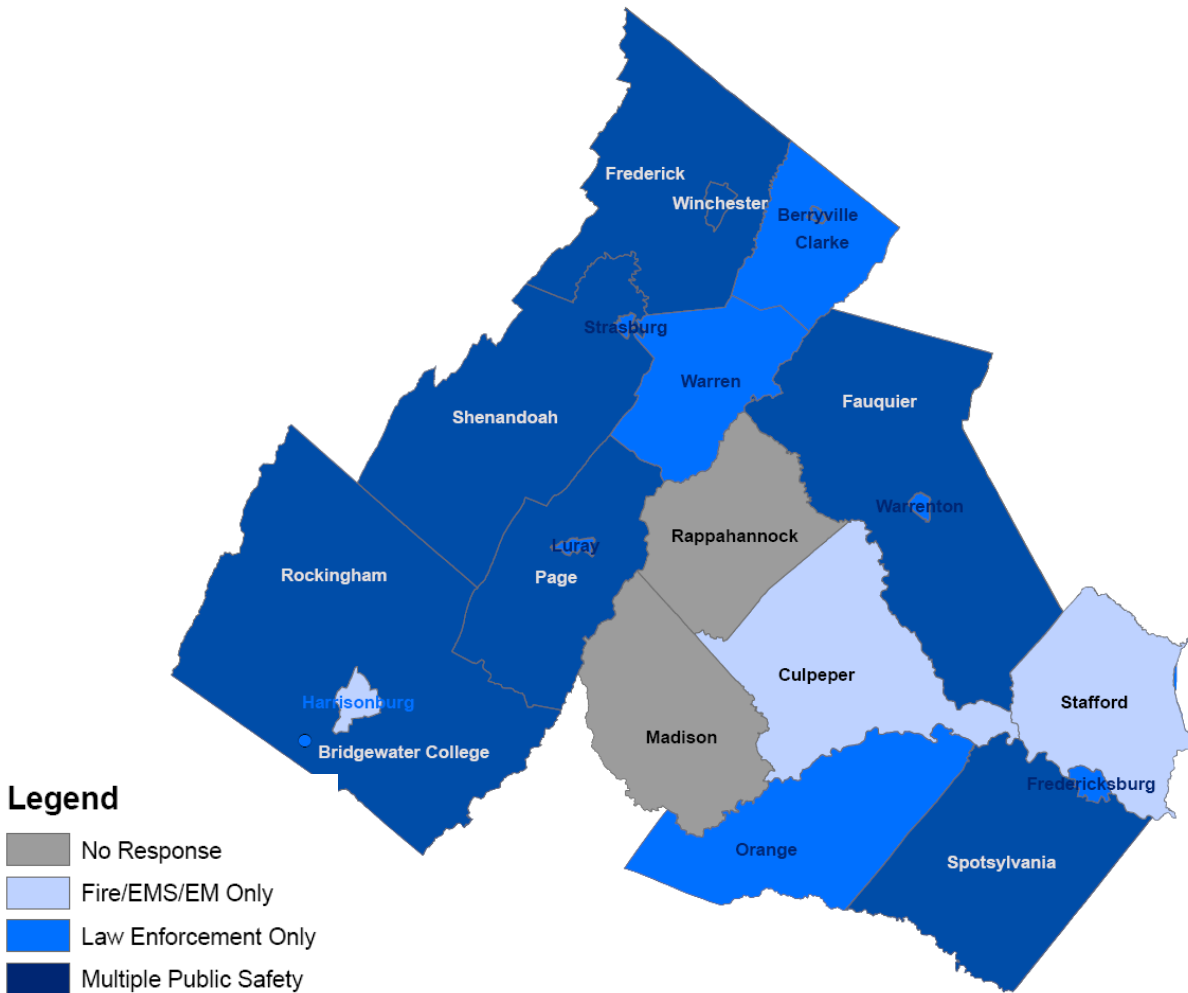 Frederick
Winchester
Berryville
Clarke
Strasburg
Warren
Fauquier
Shenandoah
Warrenton
Rappahannock
Luray
Page
Rockingham
Culpeper
Harrisonburg
Stafford
Madison
Bridgewater College
Fredericksburg
Orange
Spotsylvania
Legend
No Response
Fire/EMS/EM Only
Law Enforcement Only
Multiple Public Safety